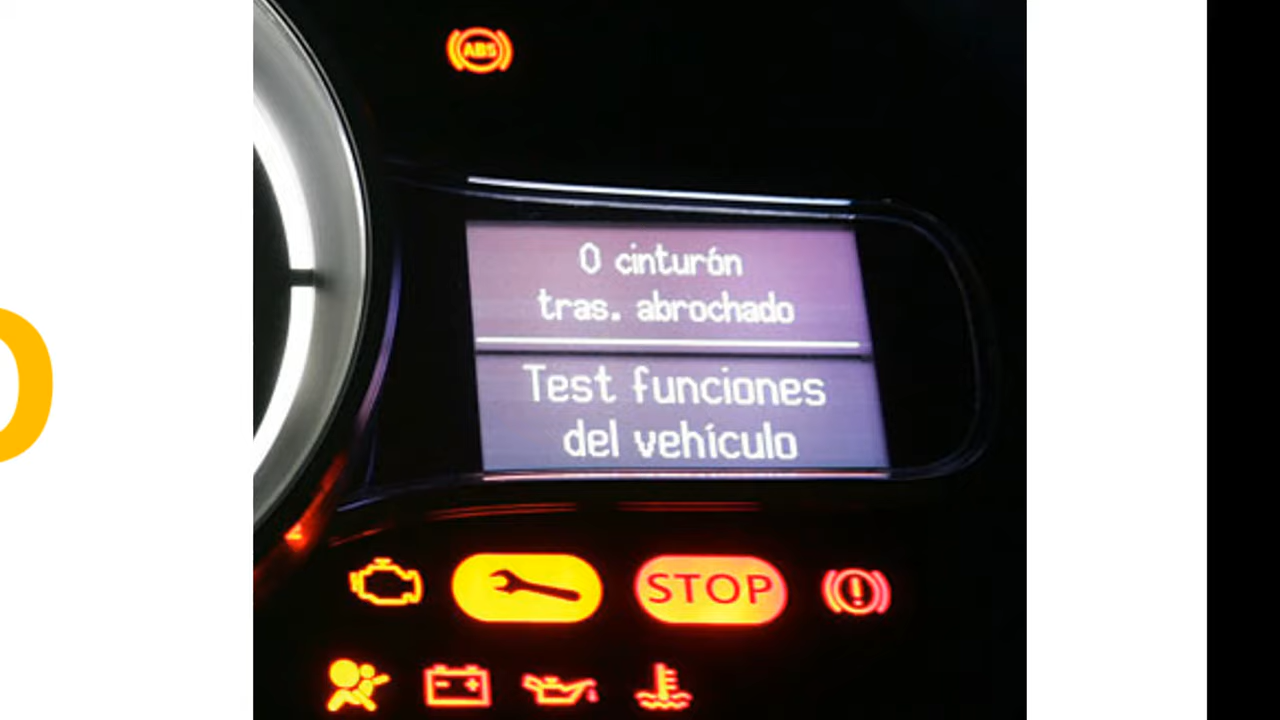 ABS
0 cinturón
tras. abrochado
Test funciones
del vehículo
STOP